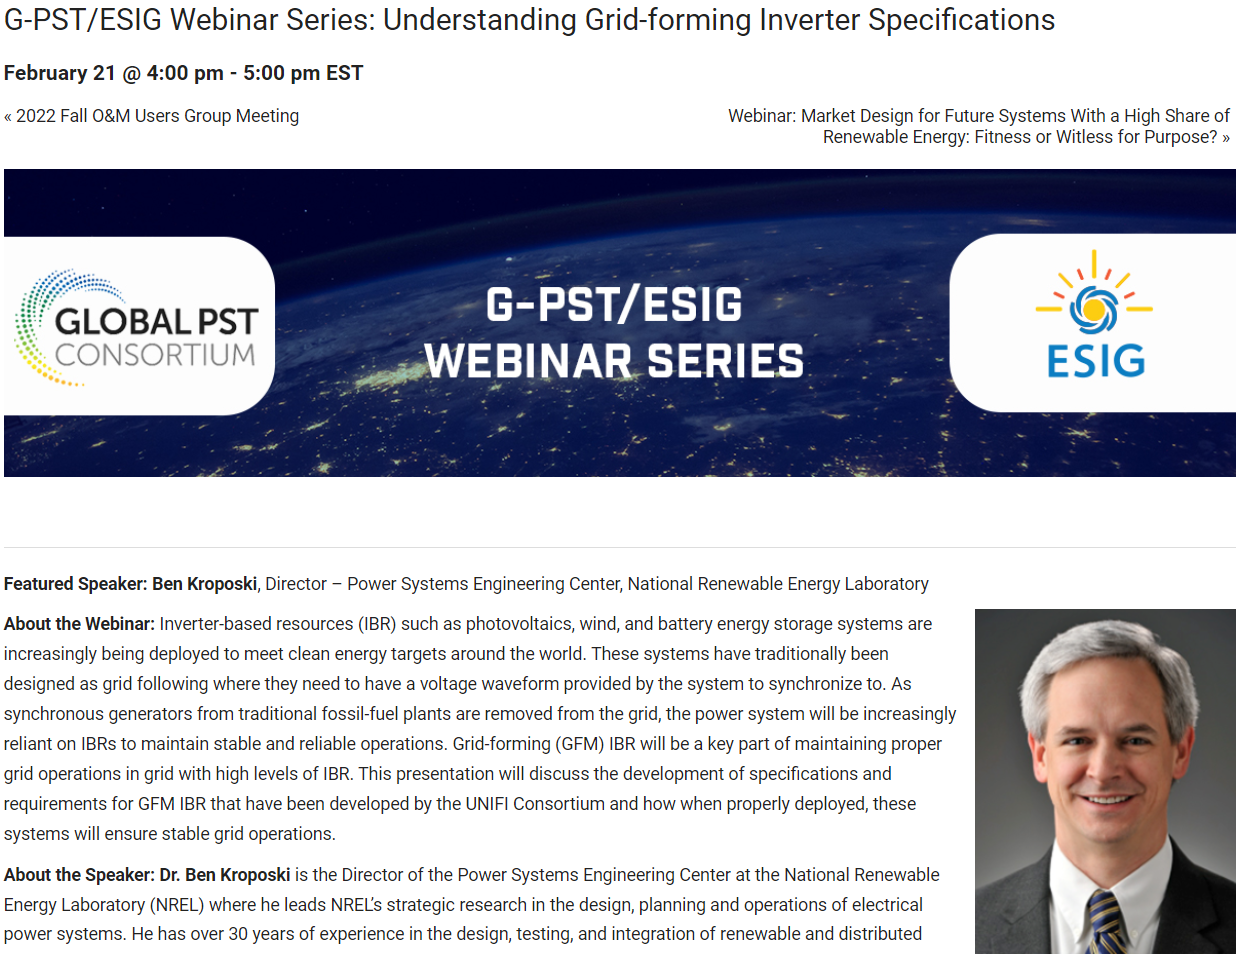 G-PST/ESIG Webinar Series: Understanding Grid-forming Inverter Specifications
February 21 @ 4:00 pm - 5:00 pm EST
« 2022 Fall O&M Users Group Meeting
Webinar: Market Design for Future Systems With a High Share of
Renewable Energy: Fitness or Witless for Purpose? »
GLOBAL PST
CONSORTIUM
G-PST/ESIG
WEBINAR SERIES
ESIG
Featured Speaker: Ben Kroposki, Director – Power Systems Engineering Center, National Renewable Energy Laboratory
About the Webinar: Inverter-based resources (IBR) such as photovoltaics, wind, and battery energy storage systems are
increasingly being deployed to meet clean energy targets around the world. These systems have traditionally been
designed as grid following where they need to have a voltage waveform provided by the system to synchronize to. As
synchronous generators from traditional fossil-fuel plants are removed from the grid, the power system will be increasingly
reliant on IBRs to maintain stable and reliable operations. Grid-forming (GFM) IBR will be a key part of maintaining proper
grid operations in grid with high levels of IBR. This presentation will discuss the development of specifications and
requirements for GFM IBR that have been developed by the UNIFI Consortium and how when properly deployed, these
systems will ensure stable grid operations.
About the Speaker: Dr. Ben Kroposki is the Director of the Power Systems Engineering Center at the National Renewable
Energy Laboratory (NREL) where he leads NREL’s strategic research in the design, planning and operations of electrical
power systems. He has over 30 years of experience in the design, testing, and integration of renewable and distributed